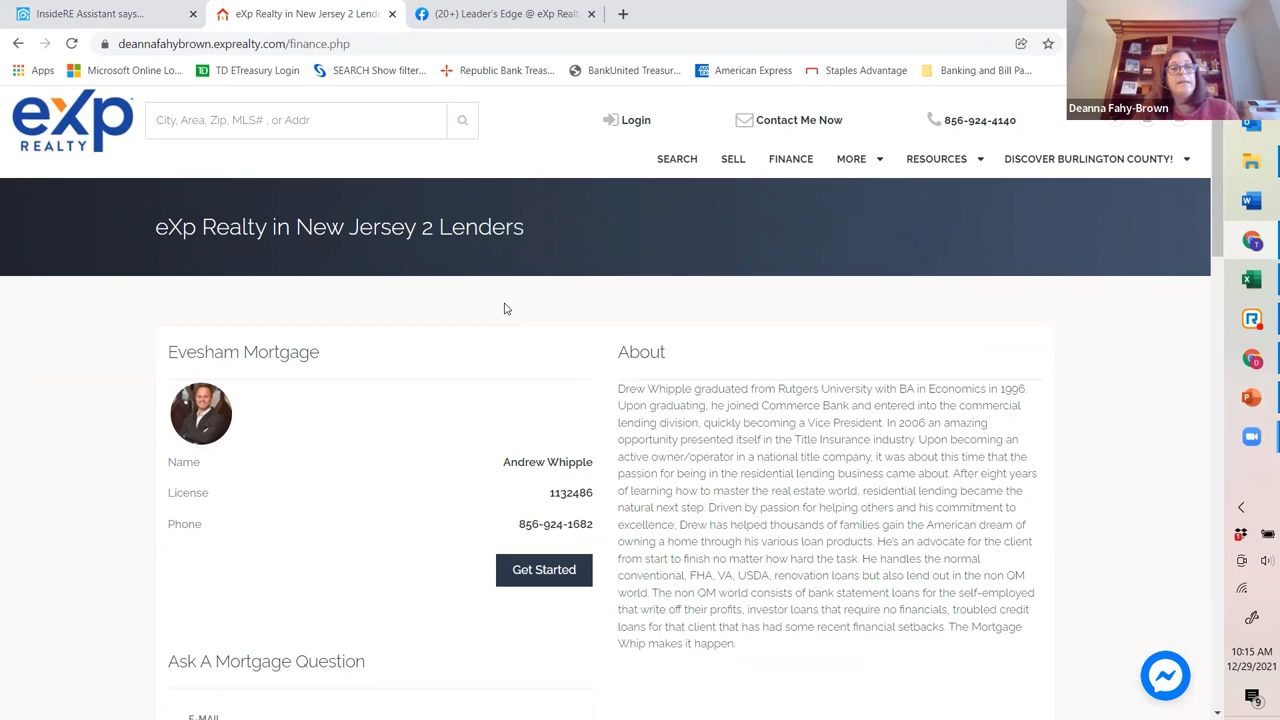 InsideRE Assistant says...
eXp Realty in New Jersey 2 Lend
(20+) Leader's Edge @ eXp Realt
deannafahybrown.exprealty.com/finance.php
Apps
Microsoft Online Lo...
TD ETreasury Login
SEARCH Show filter...
Republic Bank Treas...
BankUnited Treasur...
American Express
Staples Advantage
Banking and Bill Pa...
Deanna Fahy-Brown
eXp
REALTY
City, Area, Zip, MLS# , or Addr
Login
Contact Me Now
856-924-4140
SEARCH
SELL
FINANCE
MORE
RESOURCES
DISCOVER BURLINGTON COUNTY!
eXp Realty in New Jersey 2 Lenders
Evesham Mortgage
Name
Andrew Whipple
License
1132486
Phone
856-924-1682
Get Started
Ask A Mortgage Question
E-MAIL
About
Drew Whipple graduated from Rutgers University with BA in Economics in 1996.
Upon graduating, he joined Commerce Bank and entered into the commercial
lending division, quickly becoming a Vice President. In 2006 an amazing
opportunity presented itself in the Title Insurance industry. Upon becoming an
active owner/operator in a national title company, it was about this time that the
passion for being in the residential lending business came about. After eight years
of learning how to master the real estate world, residential lending became the
natural next step. Driven by passion for helping others and his commitment to
excellence, Drew has helped thousands of families gain the American dream of
owning a home through his various loan products. He's an advocate for the client
from start to finish no matter how hard the task. He handles the normal
conventional, FHA, VA, USDA, renovation loans but also lend out in the non QM
world. The non QM world consists of bank statement loans for the self-employed
that write off their profits, investor loans that require no financials, troubled credit
loans for that client that has had some recent financial setbacks. The Mortgage
Whip makes it happen.
10:15 AM
12/29/2021
9